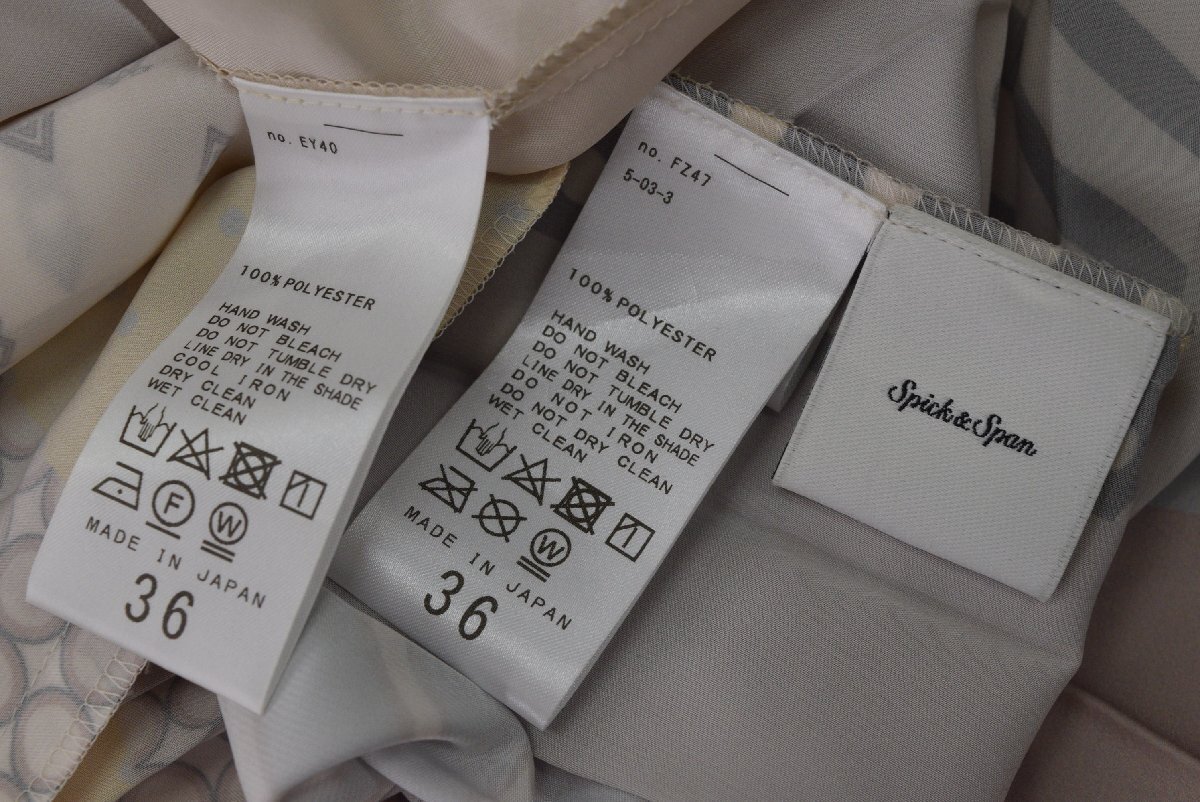 no. EY40
100% POLYESTER
HAND WASH
DO NOT BLEACH
DO NOT TUMBLE DRY
LINE DRY IN THE SHADE
COOL IRON
DRY CLEAN
WET CLEAN
F
W
MADE IN JAPAN
36
no. FZ47
5-03-3
100% POLYESTER
HAND WASH
DO NOT BLEACH
DO NOT TUMBLE DRY
LINE DRY IN THE SHADE
DO NOT IRON
DO NOT DRY CLEAN
WET CLEAN
W
MADE IN JAPAN
36
Spick & Span